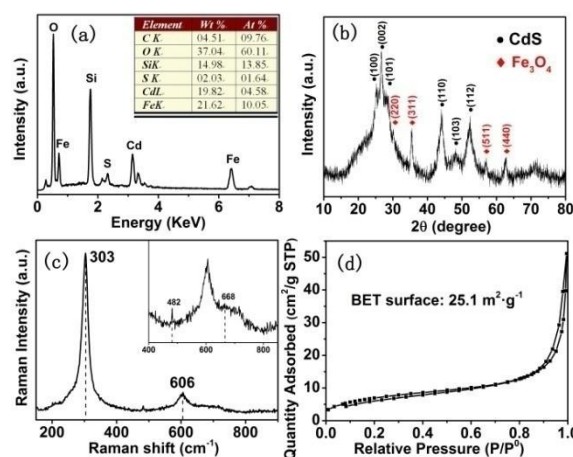 (a)
Element Wt % At %
C K 04.51 09.76
O K 37.04 60.11
SiK 14.98 13.85
S K 02.03 01.64
CdL 19.82 04.58
FeK 21.62 10.05
O
Fe
Si
S
Cd
Fe
Intensity (a.u.)
0 2 4 6 8
Energy (KeV)
(b)
CdS
Fe3O4
(100)
(002)
(101)
(220)
(311)
(110)
(103)
(112)
(511)
(440)
Intensity (a.u.)
10 20 30 40 50 60 70 80
2θ (degree)
(c)
303
606
482
668
400 600 800
Raman Intensity (a.u.)
200 400 600 800
Raman shift (cm-1)
(d)
BET surface: 25.1 m2·g-1
Quantity Adsorbed (cm2/g STP)
50
40
30
20
10
0
0.0 0.2 0.4 0.6 0.8 1.0
Relative Pressure (P/P0)